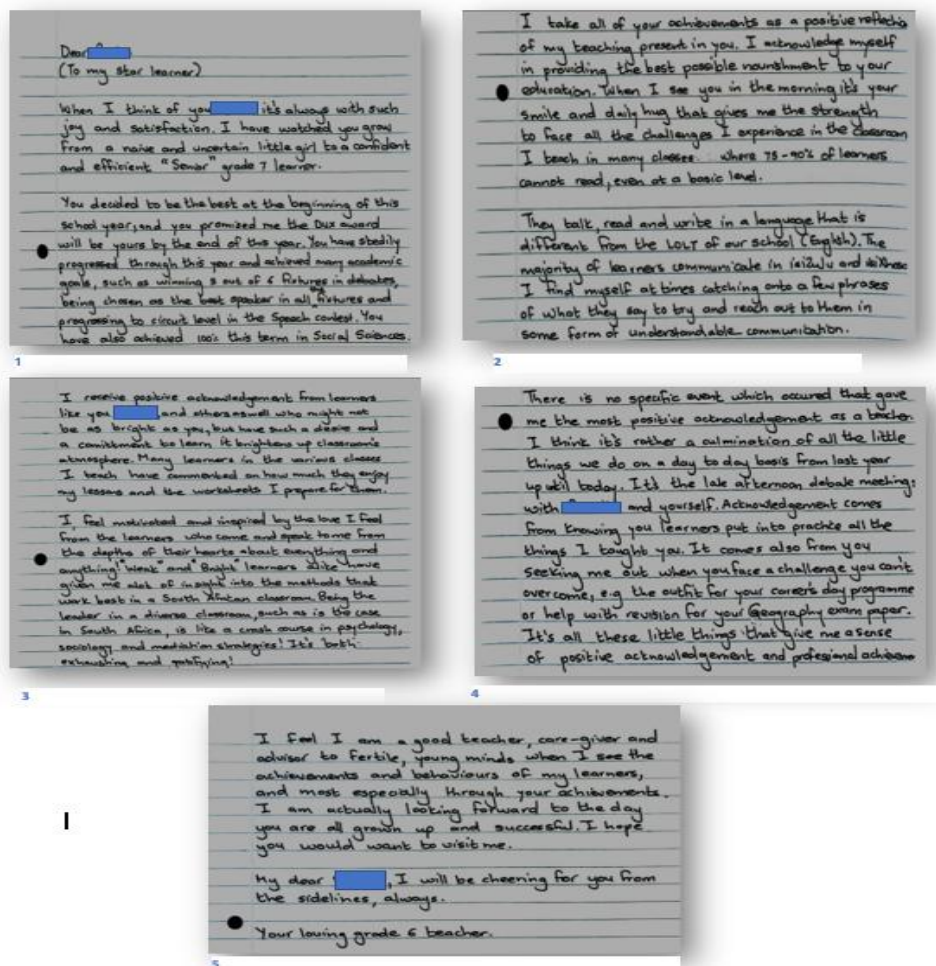 Dear
(To my star learner)
When I think of you it's always with such
joy and satisfaction. I have watched you grow
from a naive and uncertain little girl to a confident
and efficient "Senior" grade 7 learner.
You decided to be the best at the beginning of this
school year, and you promized me the Dux award
will be yours by the end of this year. You have stedily
progressed through this year and achieved many academic
goals, such as winning 5 out of 6 fixtures in debates,
being chosen as the best speaker in all fixtures and
progressing to circuit level in the Speech contest. You
have also achieved 100% this term in Social Sciences.
1
I take all of your achievements as a positive reflectio
of my teaching present in you. I acknowledge myself
in providing the best possible nourishment to your
education. When I see you in the morning it's your
smile and daily hug that gives me the strength
to face all the challenges I experience in the classroom
I teach in many classes where 75-90% of learners
cannot read, even at a basic level.
They talk, read and write in a language that is
different from the LOLT of our school (English). The
majority of learners communicate in isiZulu and
I find myself at times catching onto a few phrases
of what they say to try and reach out to them in
some form of understandable communitation.
2
I receive positive acknowledgement from learners
like you and others aswell who might not
be as bright as you, but have such a desire and
a comittment to learn it brightens up classroom's
atmosphere. Many learners in the various classes
I teach have commented on how much they enjoy
my lessons and the worksheets I prepare for them.
I feel motivated and inspired by the love I feel
from the learners who come and speak to me from
the depths of their hearts about everything and
anything! "Weak" and Bright" learners alike have
given me alot of insight into the methods that
work best in a South African classroom. Being the
leader in a diverse classroom, such as is the case
in South Africa, is like a crash course in psychology,
sociology and mediation strategies! It's both
exhausting and gratifying!
3
There is no specific event which occured that gave
me the most positive acknowledgement as a teacher.
I think it's rather a culmination of all the little
things we do on a day to day basis from last year
up util today. It's the late afternoon debate meetings
with and yourself. Acknowledgement comes
from knowing you learners put into practice all the
things I tought you. It comes also from you
seeking me out when you face a challenge you can't
overcome, e.g the outfit for your career's day programme
or help with revision for your Geography exam paper.
It's all these little things that give me a sense
of positive acknowledgement and professional achieveme
4
I feel I am a good teacher, care-giver and
advisor to fertile, young minds when I see the
achievements and behaviours of my learners,
and most especially through your achievements.
I am actually looking forward to the day
you are all grown up and successful. I hope
you would want to visit me.
My dear , I will be cheering for you from
the sidelines, always.
Your loving grade 6 teacher.
5
I